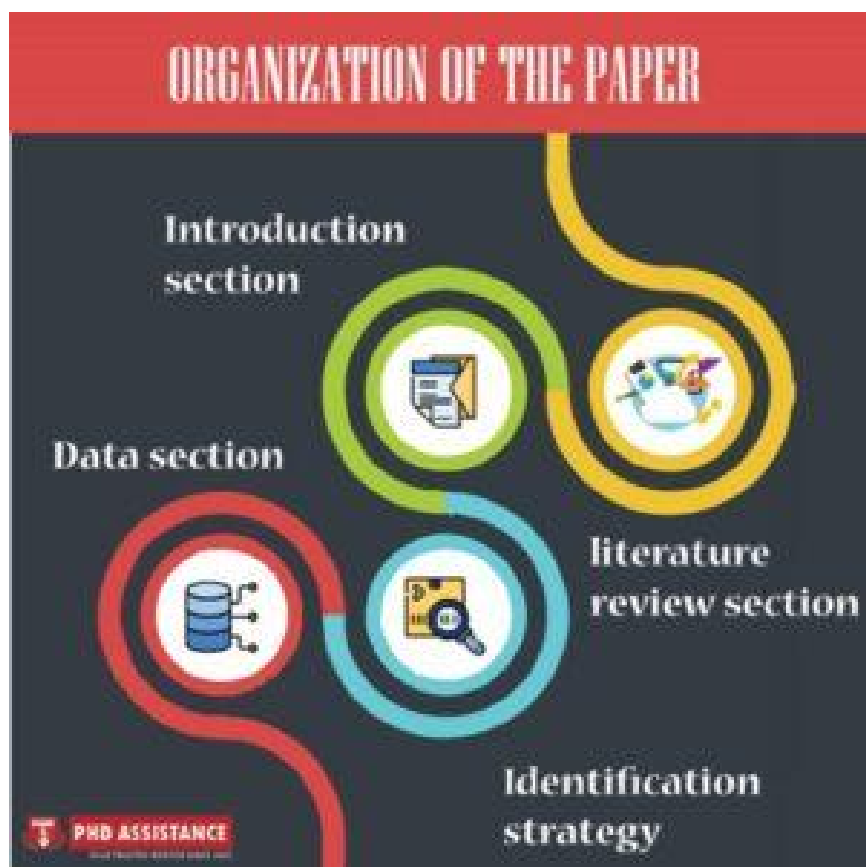 ORGANIZATION OF THE PAPER
Introduction
section
Data section
literature
review section
Identification
strategy
PHD ASSISTANCE